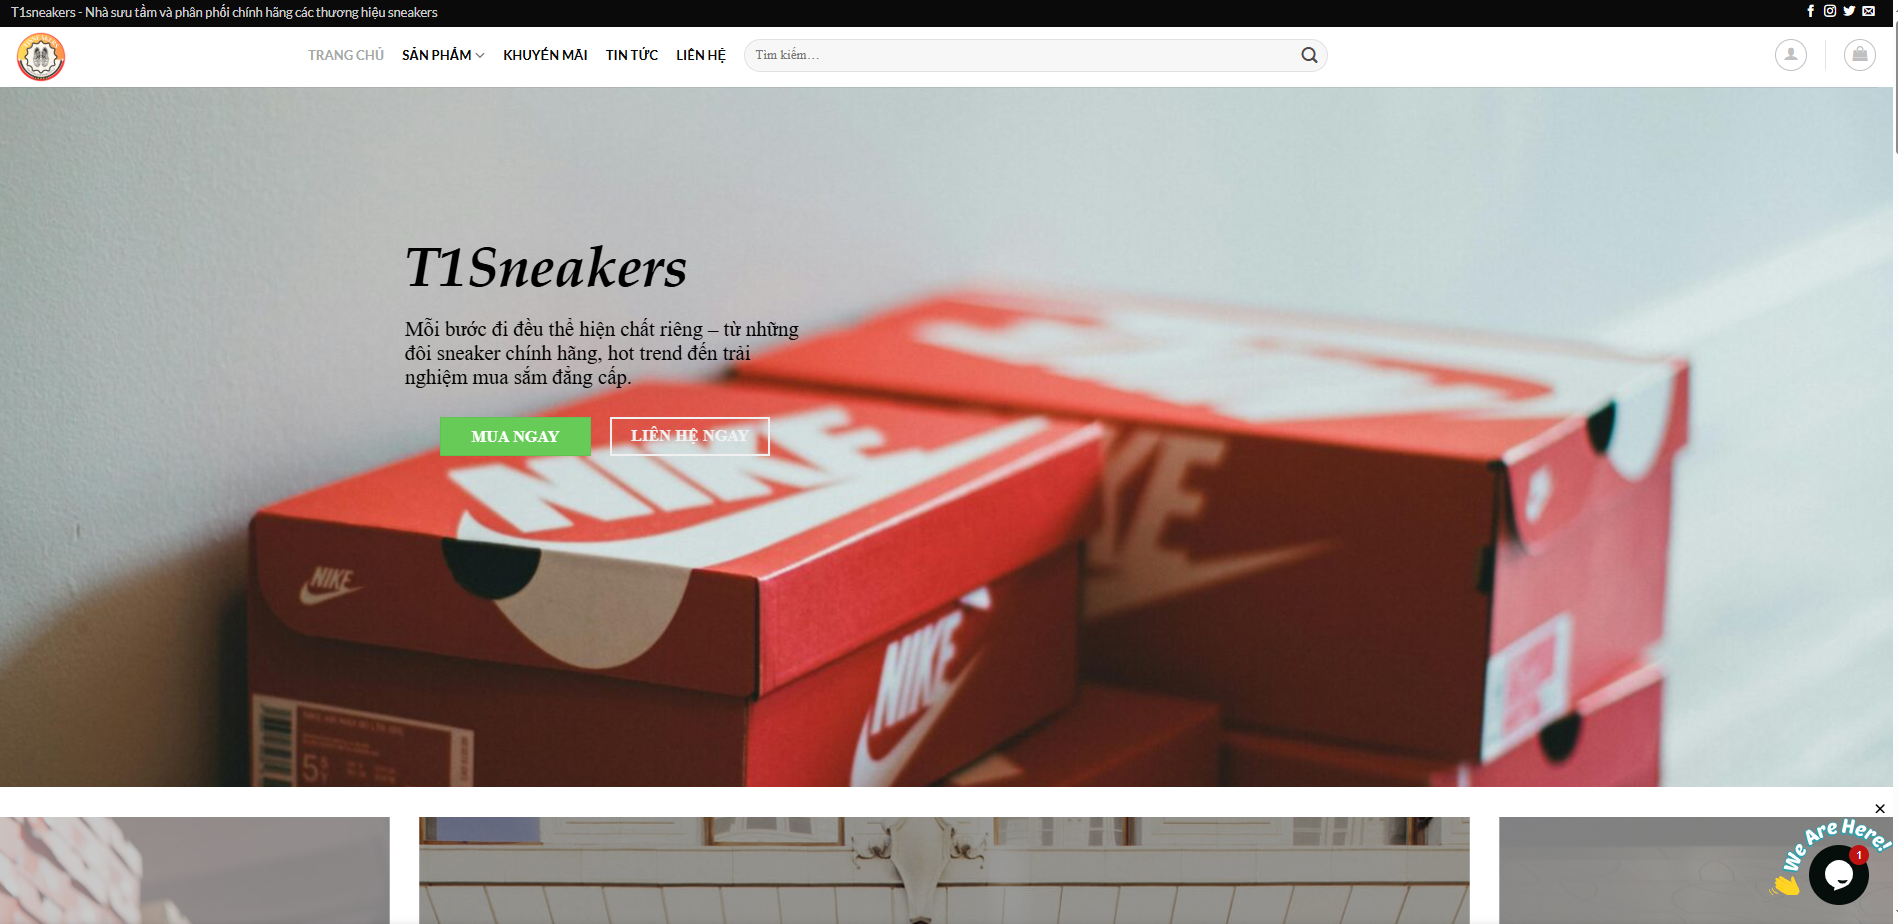 T1sneakers - Nhà sưu tầm và phân phối chính hãng các thương hiệu sneakers
TRANG CHỦ
SẢN PHẨM
KHUYẾN MÃI
TIN TỨC
LIÊN HỆ
Tìm kiếm…
T1Sneakers
Mỗi bước đi đều thể hiện chất riêng – từ những
đôi sneaker chính hãng, hot trend đến trải
nghiệm mua sắm đẳng cấp.
MUA NGAY
LIÊN HỆ NGAY
NIKE
NIKE
NIKE
5
We Are Here!
1